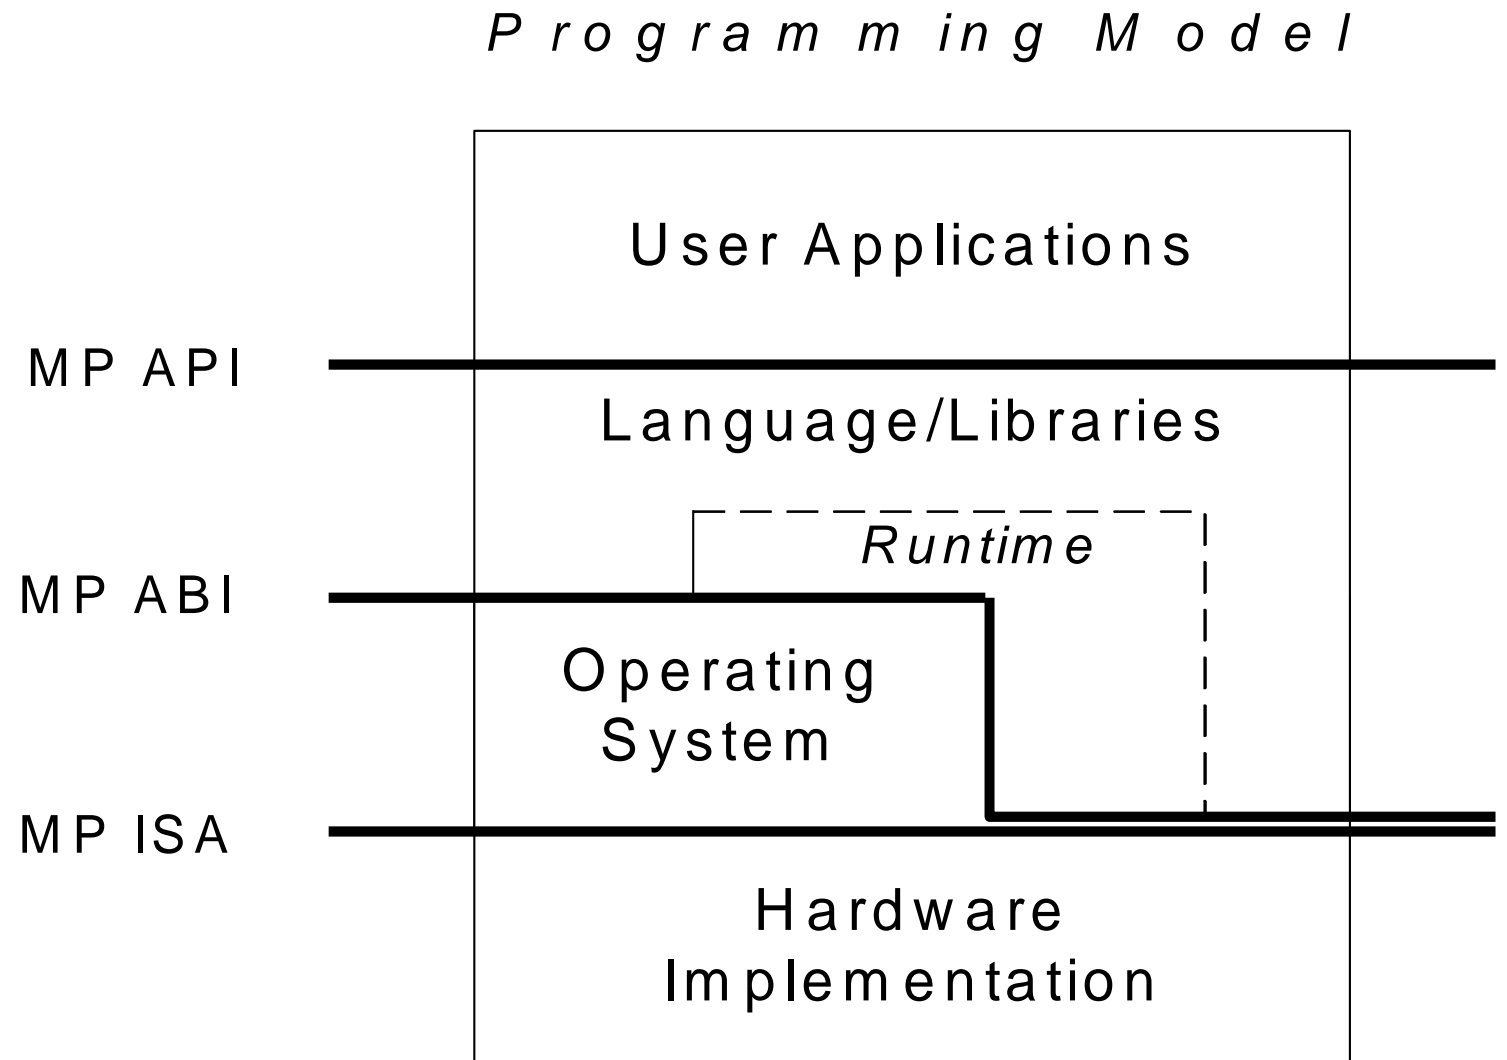 Programming Model
User Applications
MP API
Language/Libraries
Runtime
MP ABI
Operating
System
MP ISA
Hardware
Implementation